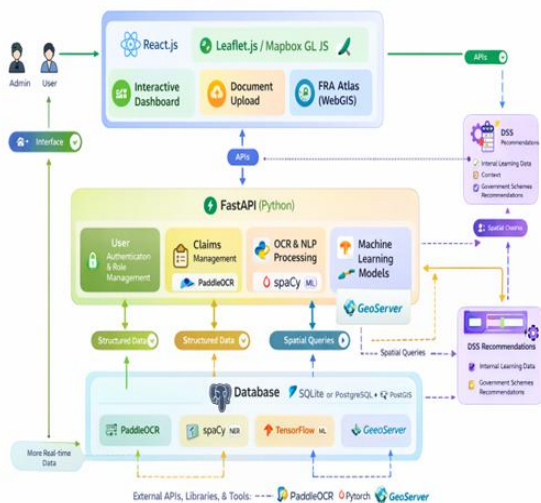 React.js
Leaflet.js / Mapbox GL JS
Admin
User
Interactive
Dashboard
Document
Upload
FRA Atlas
(WebGIS)
APIs
Interface
APIs
DSS
Recommendations
Internal Learning Data
Context
Government Schemes
Recommendations
FastAPI (Python)
User
Authentication
& Role
Management
Claims
Management
PaddleOCR
OCR & NLP
Processing
spaCy ML
Machine
Learning
Models
GeoServer
Structured Data
Structured Data
Spatial Queries
Spatial Queries
DSS Recommendations
Internal Learning Data
Government Schemes
Recommendations
Database
SQLite or PostgreSQL + PostGIS
PaddleOCR
spaCy NER
TensorFlow ML
GeeoServer
More Real-time
Data
External APIs, Libraries, & Tools:
PaddleOCR
Pytorch
GeoServer